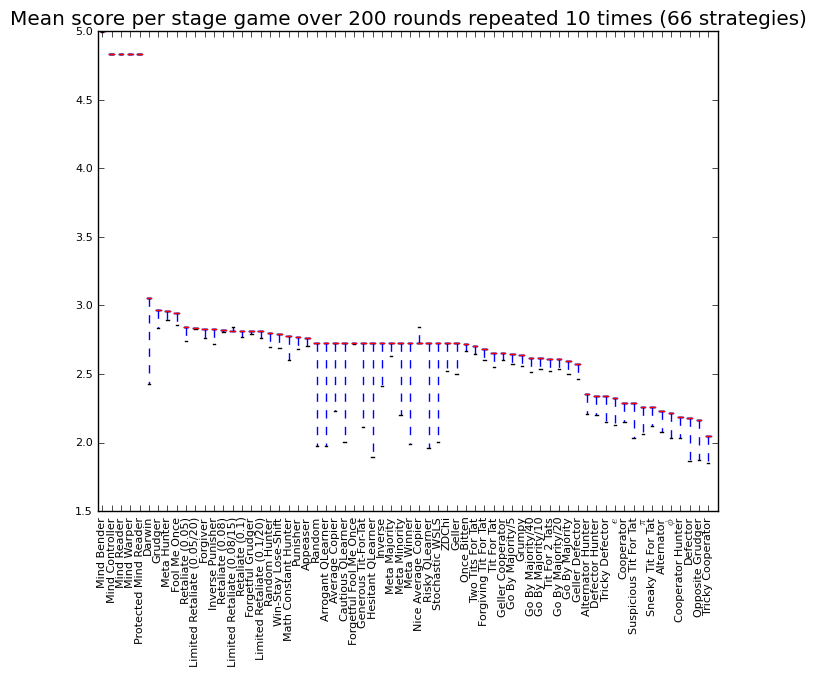 Mean score per stage game over 200 rounds repeated 10 times (66 strategies)
5.0
4.5
4.0
3.5
3.0
2.5
2.0
1.5
Mind Bender
Mind Controller
Mind Reader
Mind Warper
Protected Mind Reader
Darwin
Grudger
Meta Hunter
Fool Me Once
Retaliate (0.05)
Limited Retaliate (0.05/20)
Forgiver
Inverse Punisher
Retaliate (0.08)
Limited Retaliate (0.08/15)
Retaliate (0.1)
Forgetful Grudger
Limited Retaliate (0.1/20)
Random Hunter
Win-Stay Lose-Shift
Math Constant Hunter
Punisher
Appeaser
Random
Arrogant QLearner
Average Copier
Cautious QLearner
Forgetful Fool Me Once
Generous Tit-For-Tat
Hesitant QLearner
Inverse
Meta Majority
Meta Minority
Meta Winner
Nice Average Copier
Risky QLearner
Stochastic WSLS
ZDChi
Geller
Once Bitten
Two Tits For Tat
Forgiving Tit For Tat
Tit For Tat
Geller Cooperator
Go By Majority/5
Grumpy
Go By Majority/40
Go By Majority/10
Tit For 2 Tats
Go By Majority/20
Go By Majority
Geller Defector
Alternator Hunter
Defector Hunter
Tricky Defector
e
Cooperator
Suspicious Tit For Tat
π
Sneaky Tit For Tat
Alternator
ϕ
Cooperator Hunter
Defector
Opposite Grudger
Tricky Cooperator